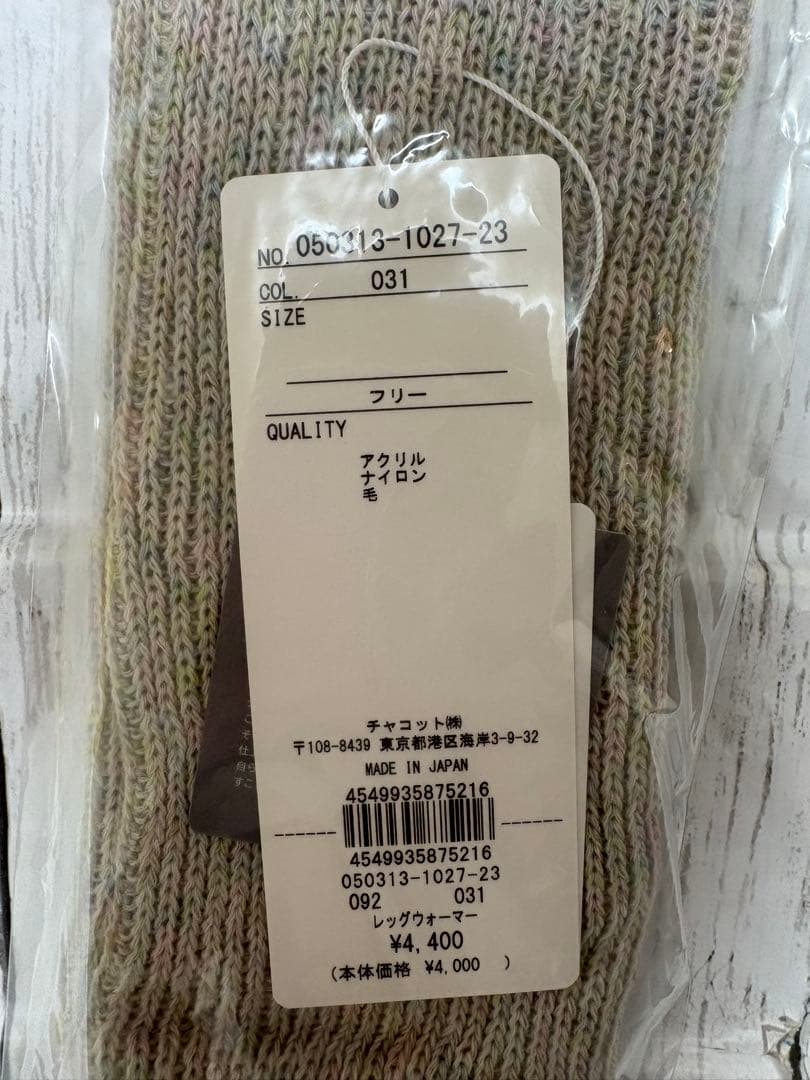 NO. 050313-1027-23
COL. 031
SIZE
フリー
QUALITY
アクリル
ナイロン
毛
チャコット㈱
〒108-8439 東京都港区海岸3-9-32
MADE IN JAPAN
4549935875216
4549935875216
050313-1027-23
092 031
レッグウォーマー
¥4,400
(本体価格 ¥4,000 )